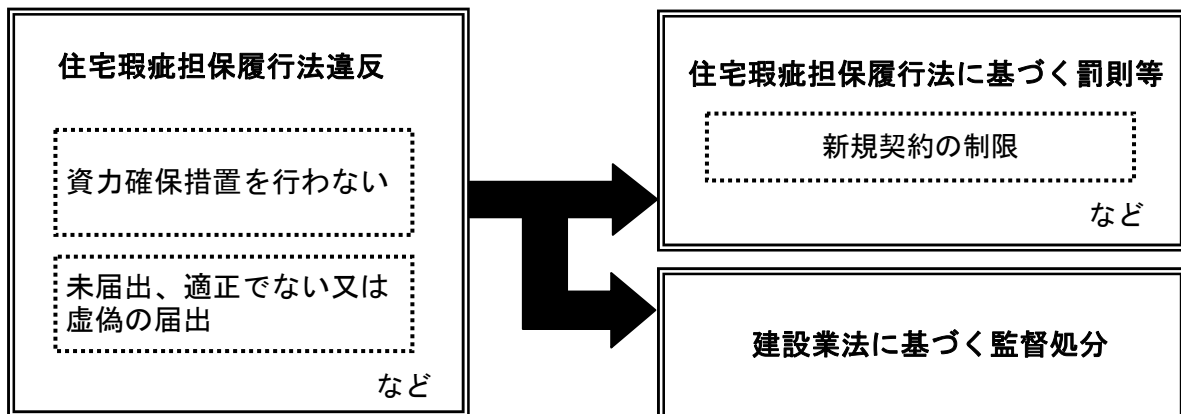 住宅瑕疵担保履行法違反
資力確保措置を行わない
未届出、適正でない又は
虚偽の届出
など
住宅瑕疵担保履行法に基づく罰則等
新規契約の制限
など
建設業法に基づく監督処分